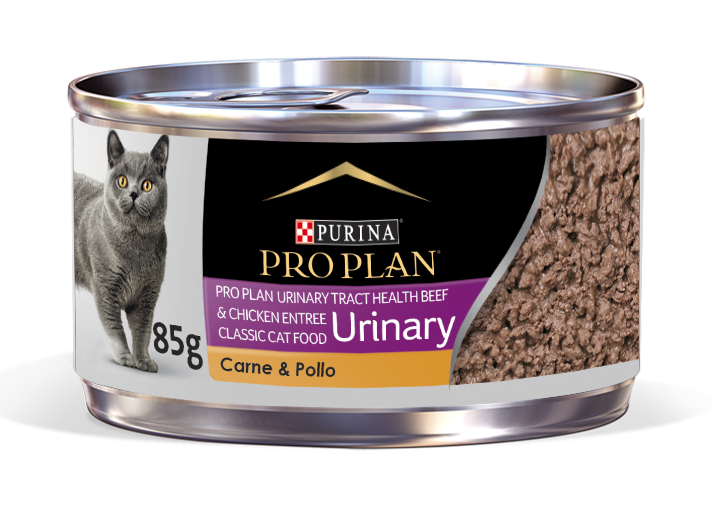 PURINA
PRO PLAN
PRO PLAN URINARY TRACT HEALTH BEEF
& CHICKEN ENTREE
CLASSIC CAT FOOD Urinary
85g
Carne & Pollo